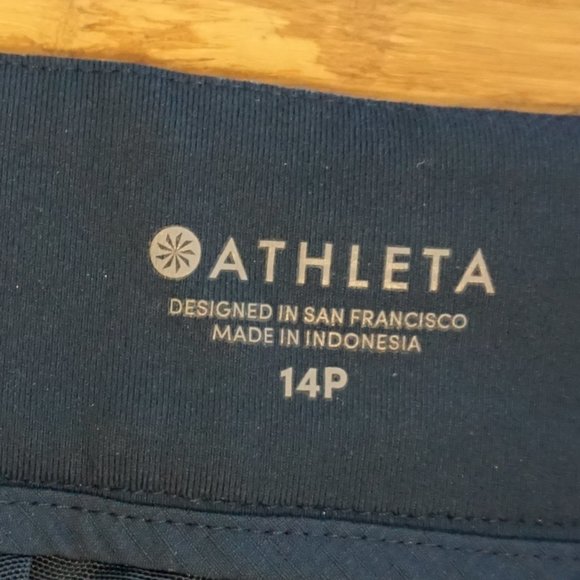 ATHLETA
DESIGNED IN SAN FRANCISCO
MADE IN INDONESIA
14P